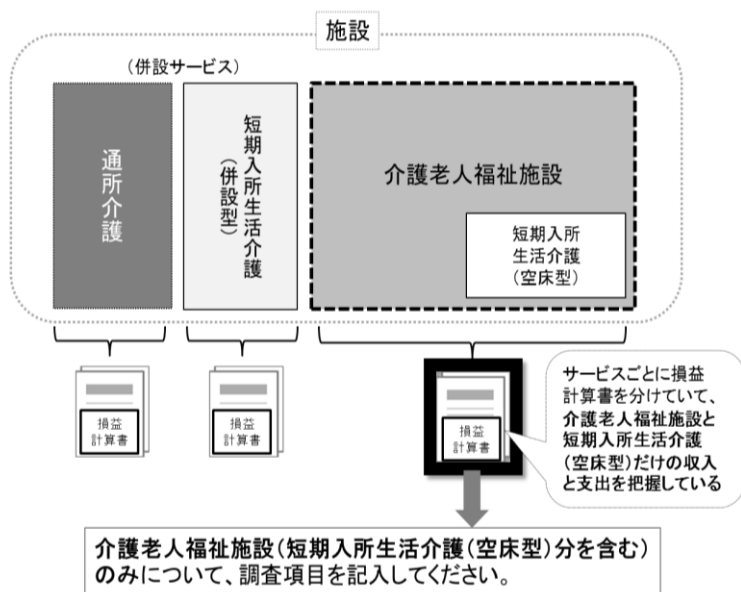 施設
(併設サービス)
通所介護
短期入所生活介護
(併設型)
介護老人福祉施設
短期入所
生活介護
(空床型)
損益
計算書
損益
計算書
損益
計算書
サービスごとに損益
計算書を分けていて、
介護老人福祉施設と
短期入所生活介護
(空床型)だけの収入
と支出を把握している
介護老人福祉施設(短期入所生活介護(空床型)分を含む)
のみについて、調査項目を記入してください。